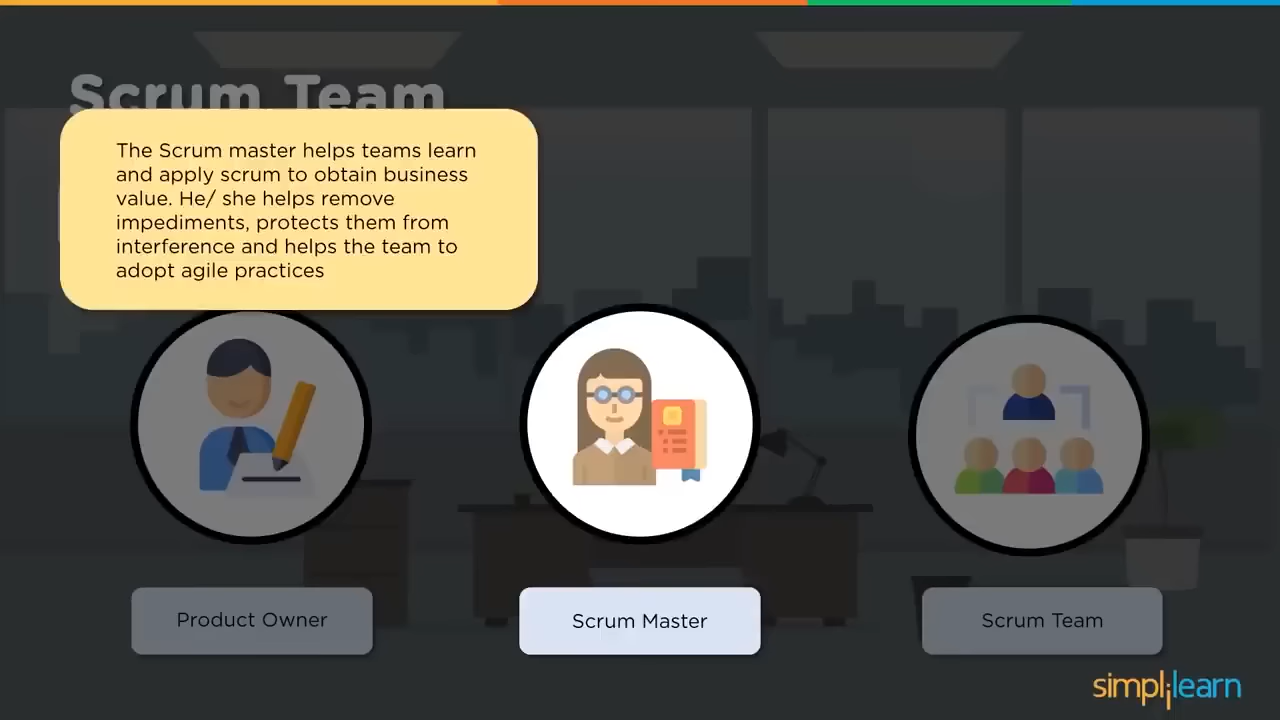 Scrum Team
The Scrum master helps teams learn
and apply scrum to obtain business
value. He/ she helps remove
impediments, protects them from
interference and helps the team to
adopt agile practices
Product Owner
Scrum Master
Scrum Team
simplilearn